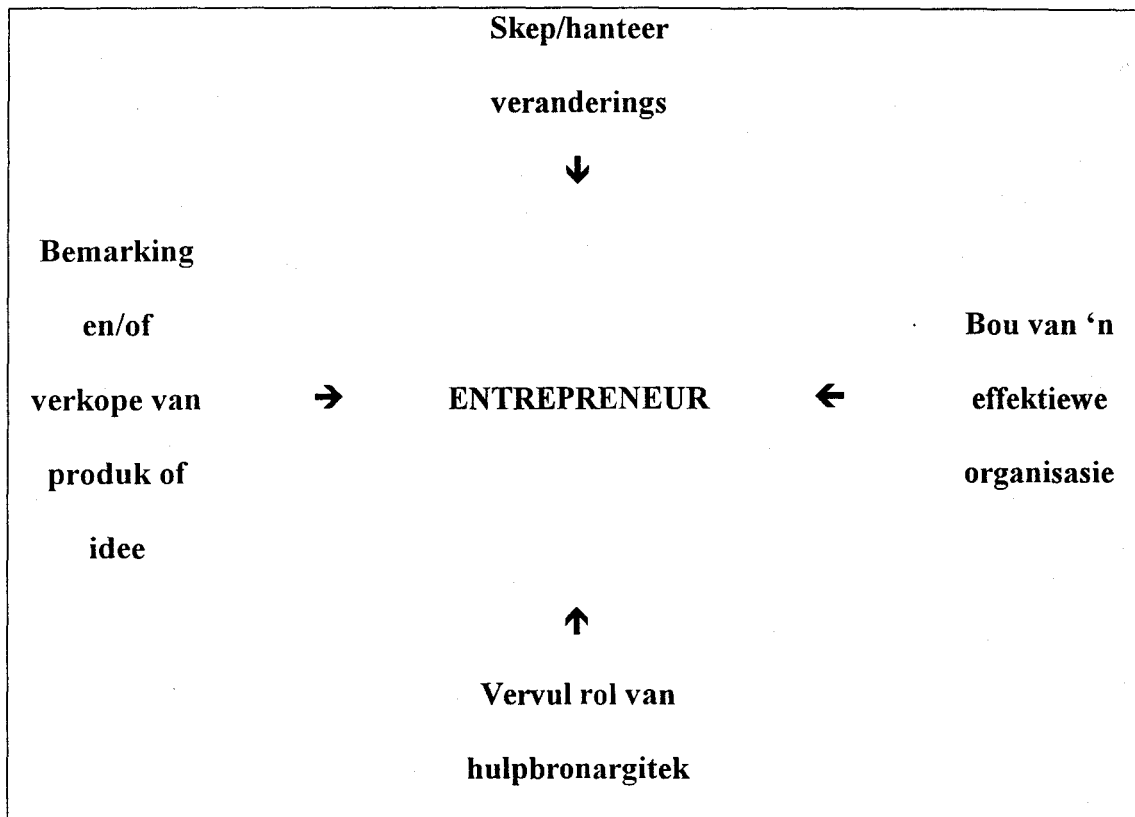 Skep/hanteer
veranderings
↓
Bemarking
en/of
verkope van
produk of
idee
→ ENTREPRENEUR ←
Bou van ‘n
effektiewe
organisasie
↑
Vervul rol van
hulpbronargitek